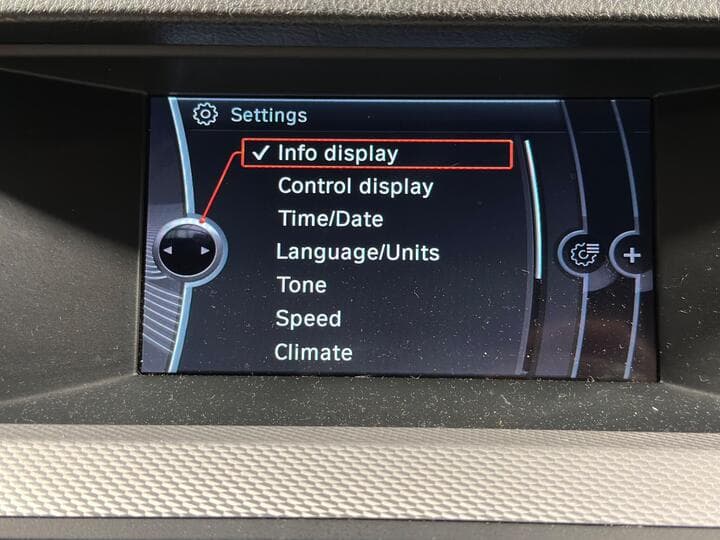 Settings
✓ Info display
Control display
Time/Date
Language/Units
Tone
Speed
Climate